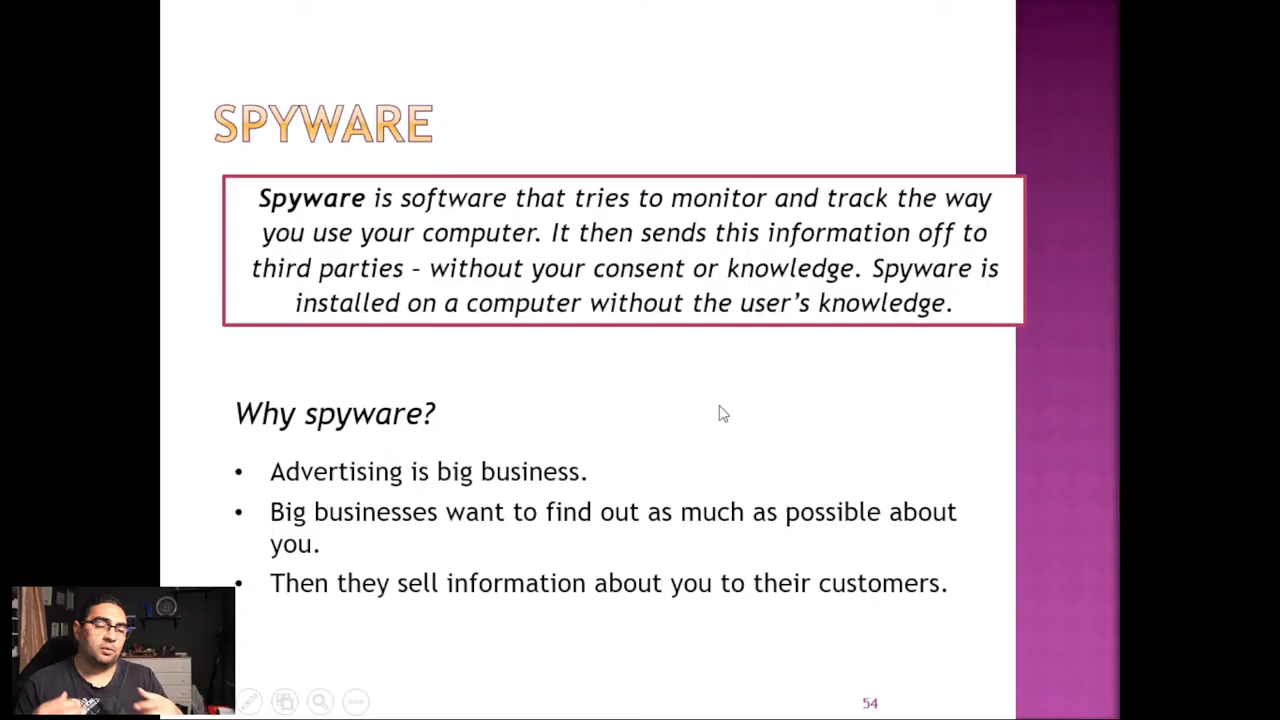 SPYWARE
Spyware is software that tries to monitor and track the way
you use your computer. It then sends this information off to
third parties – without your consent or knowledge. Spyware is
installed on a computer without the user’s knowledge.
Why spyware?
• Advertising is big business.
• Big businesses want to find out as much as possible about
you.
• Then they sell information about you to their customers.
54